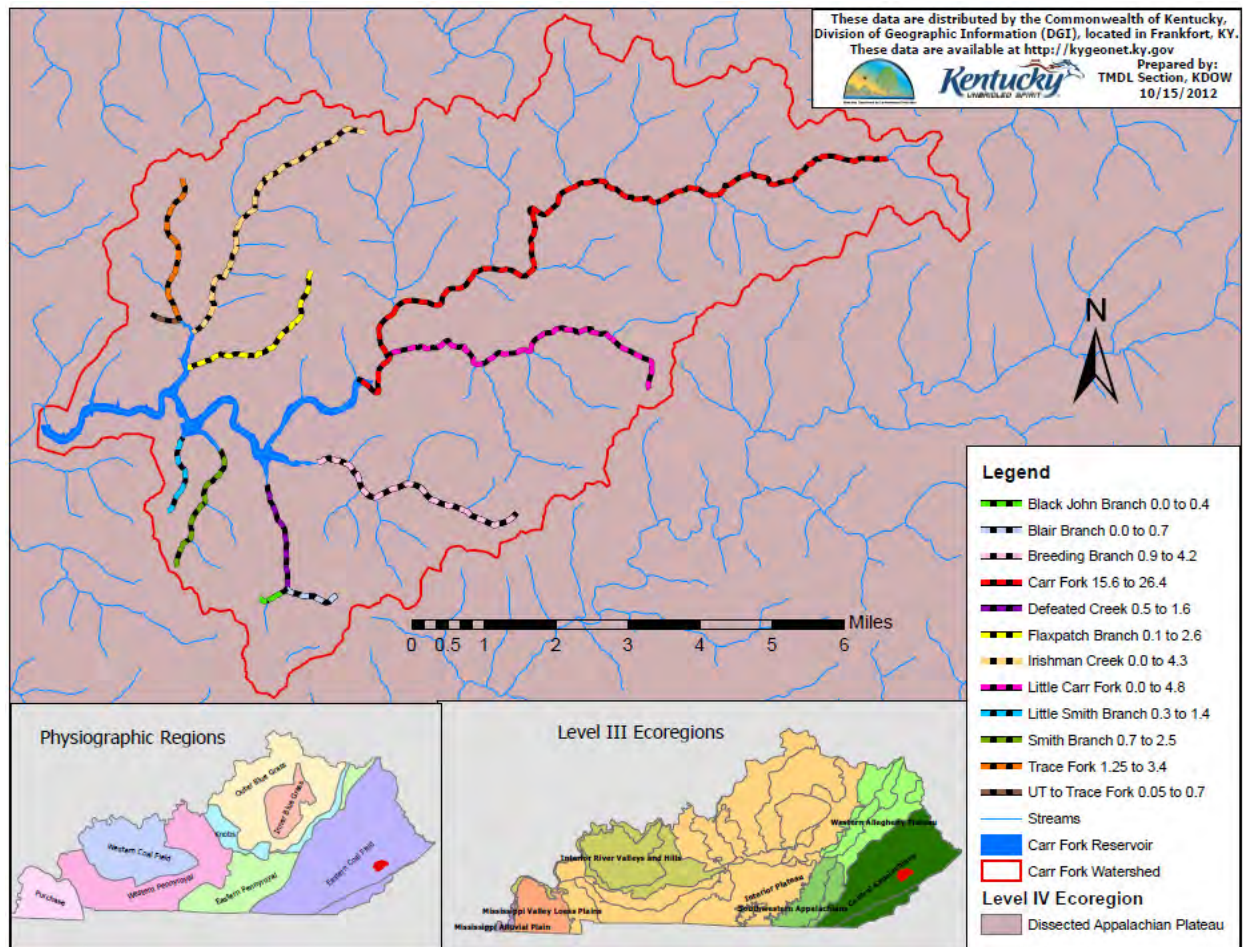 These data are distributed by the Commonwealth of Kentucky,
Division of Geographic Information (DGI), located in Frankfort, KY.
These data are available at http://kygeonet.ky.gov
Kentucky
UNBRIDLED SPIRIT
Prepared by:
TMDL Section, KDOW
10/15/2012
N
Miles
0 0.5 1 2 3 4 5 6
Legend
Black John Branch 0.0 to 0.4
Blair Branch 0.0 to 0.7
Breeding Branch 0.9 to 4.2
Carr Fork 15.6 to 26.4
Defeated Creek 0.5 to 1.6
Flaxpatch Branch 0.1 to 2.6
Irishman Creek 0.0 to 4.3
Little Carr Fork 0.0 to 4.8
Little Smith Branch 0.3 to 1.4
Smith Branch 0.7 to 2.5
Trace Fork 1.25 to 3.4
UT to Trace Fork 0.05 to 0.7
Streams
Carr Fork Reservoir
Carr Fork Watershed
Level IV Ecoregion
Dissected Appalachian Plateau
Physiographic Regions
Outer Blue Grass
Inner Blue Grass
Knobs
Western Coal Field
Eastern Coal Field
Western Pennyroyal
Eastern Pennyroyal
Purchase
Level III Ecoregions
Western Allegheny Plateau
Interior River Valleys and Hills
Central Appalachians
Interior Plateau
Southwestern Appalachians
Mississippi Valley Loess Plains
Mississippi Alluvial Plain